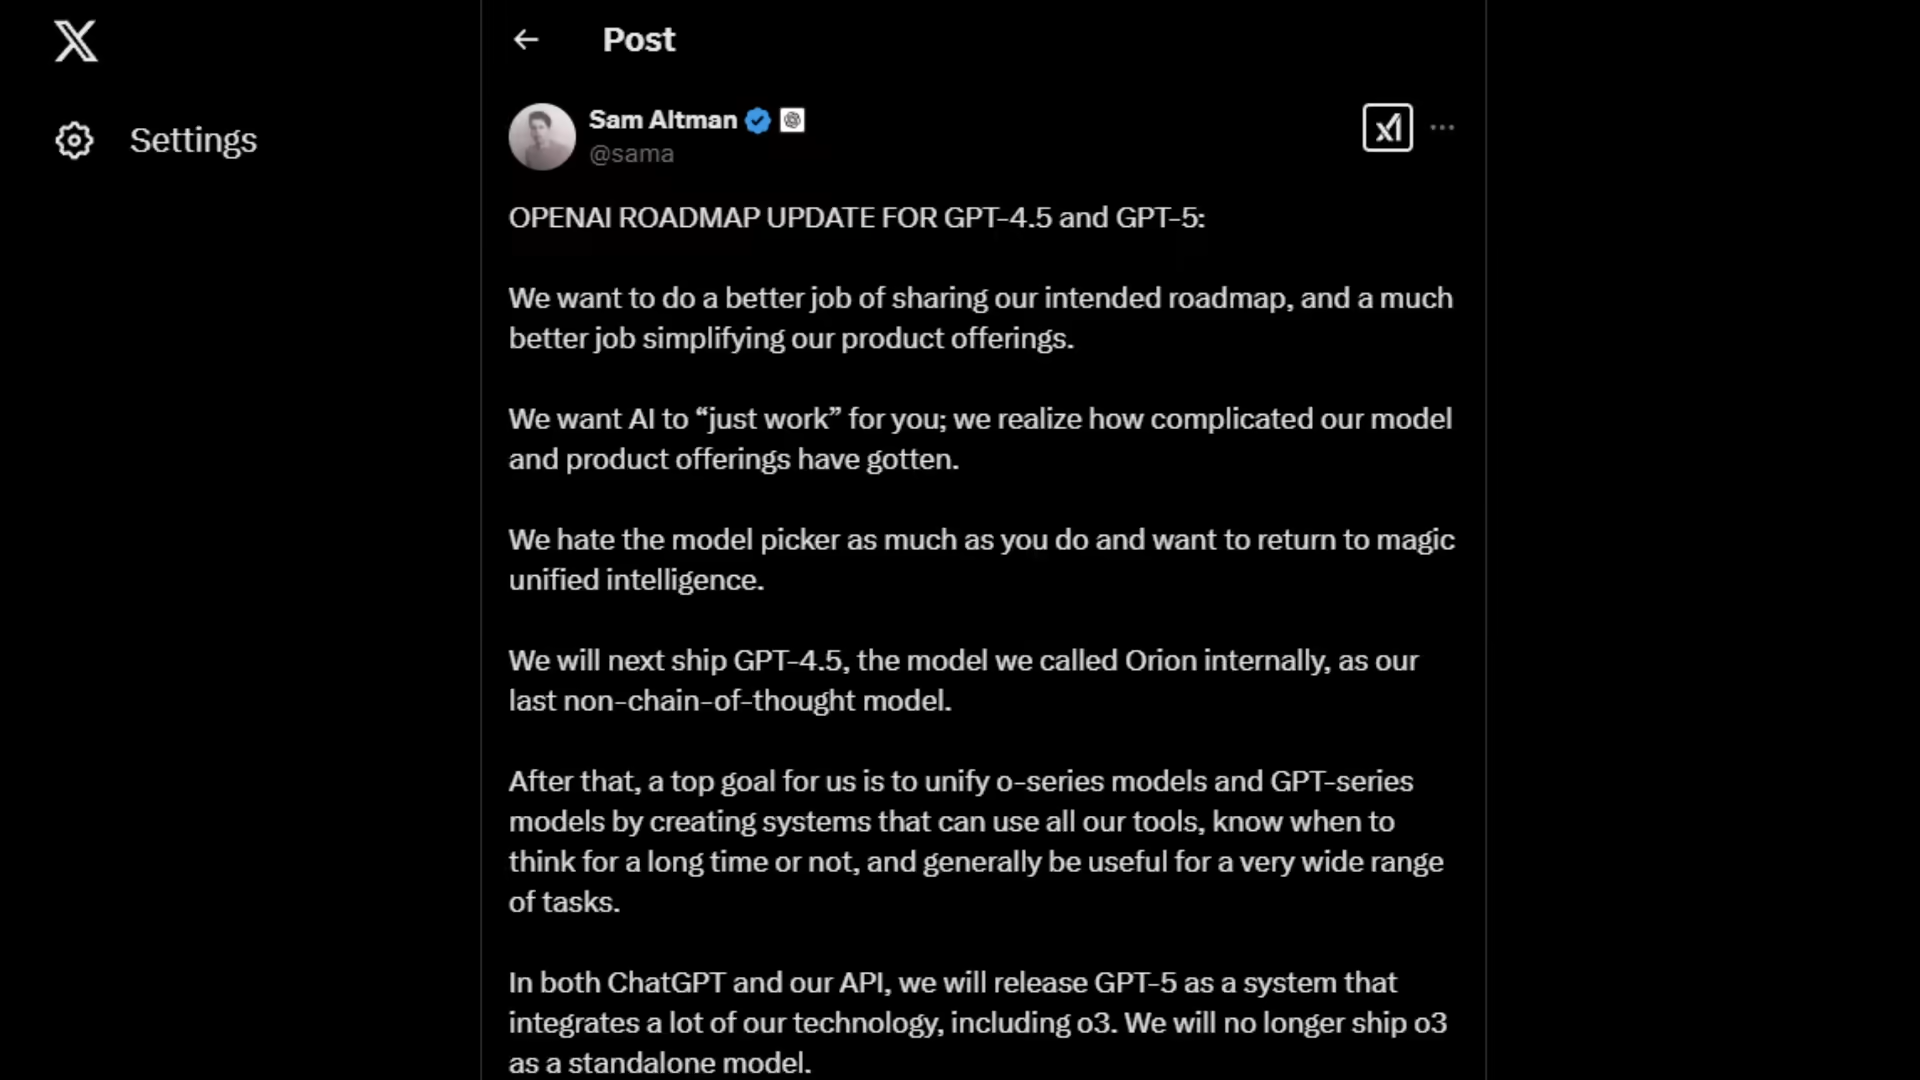 Post
Settings
Sam Altman
@sama
OPENAI ROADMAP UPDATE FOR GPT-4.5 and GPT-5:
We want to do a better job of sharing our intended roadmap, and a much
better job simplifying our product offerings.
We want AI to “just work” for you; we realize how complicated our model
and product offerings have gotten.
We hate the model picker as much as you do and want to return to magic
unified intelligence.
We will next ship GPT-4.5, the model we called Orion internally, as our
last non-chain-of-thought model.
After that, a top goal for us is to unify o-series models and GPT-series
models by creating systems that can use all our tools, know when to
think for a long time or not, and generally be useful for a very wide range
of tasks.
In both ChatGPT and our API, we will release GPT-5 as a system that
integrates a lot of our technology, including o3. We will no longer ship o3
as a standalone model.